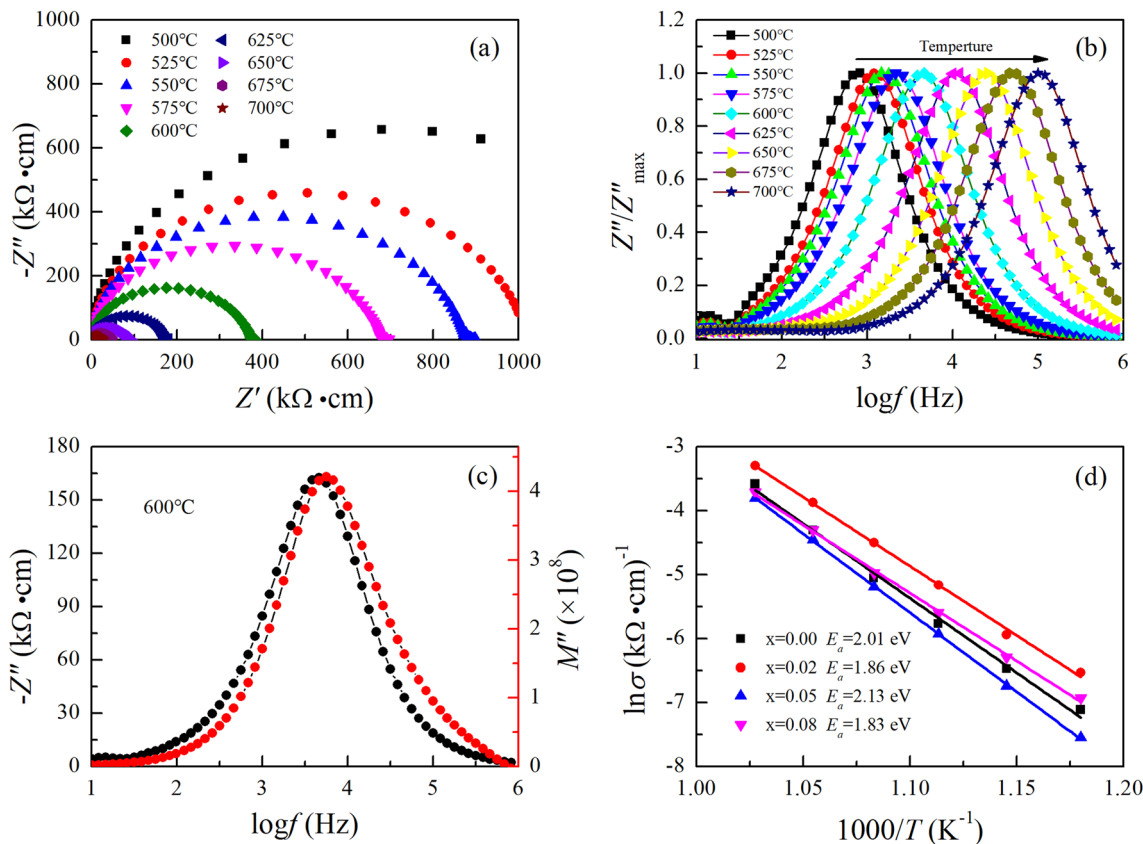 (a)
-1000
800
600
400
200
0
-Z'' (kΩ •cm)
500℃
525℃
550℃
575℃
600℃
625℃
650℃
675℃
700℃
0 200 400 600 800 1000
Z' (kΩ •cm)
(b)
Temperture
1.2
1.0
0.8
0.6
0.4
0.2
0.0
Z''/Z''max
500℃
525℃
550℃
575℃
600℃
625℃
650℃
675℃
700℃
1 2 3 4 5 6
logf (Hz)
(c)
600℃
180
165
150
135
120
105
90
75
60
45
30
15
0
-Z'' (kΩ •cm)
4
3
2
1
0
M'' (×10⁸)
1 2 3 4 5 6
logf (Hz)
(d)
-3
-4
-5
-6
-7
-8
lnσ (kΩ •cm)⁻¹
x=0.00 Ea=2.01 eV
x=0.02 Ea=1.86 eV
x=0.05 Ea=2.13 eV
x=0.08 Ea=1.83 eV
1.00 1.05 1.10 1.15 1.20
1000/T (K⁻¹)